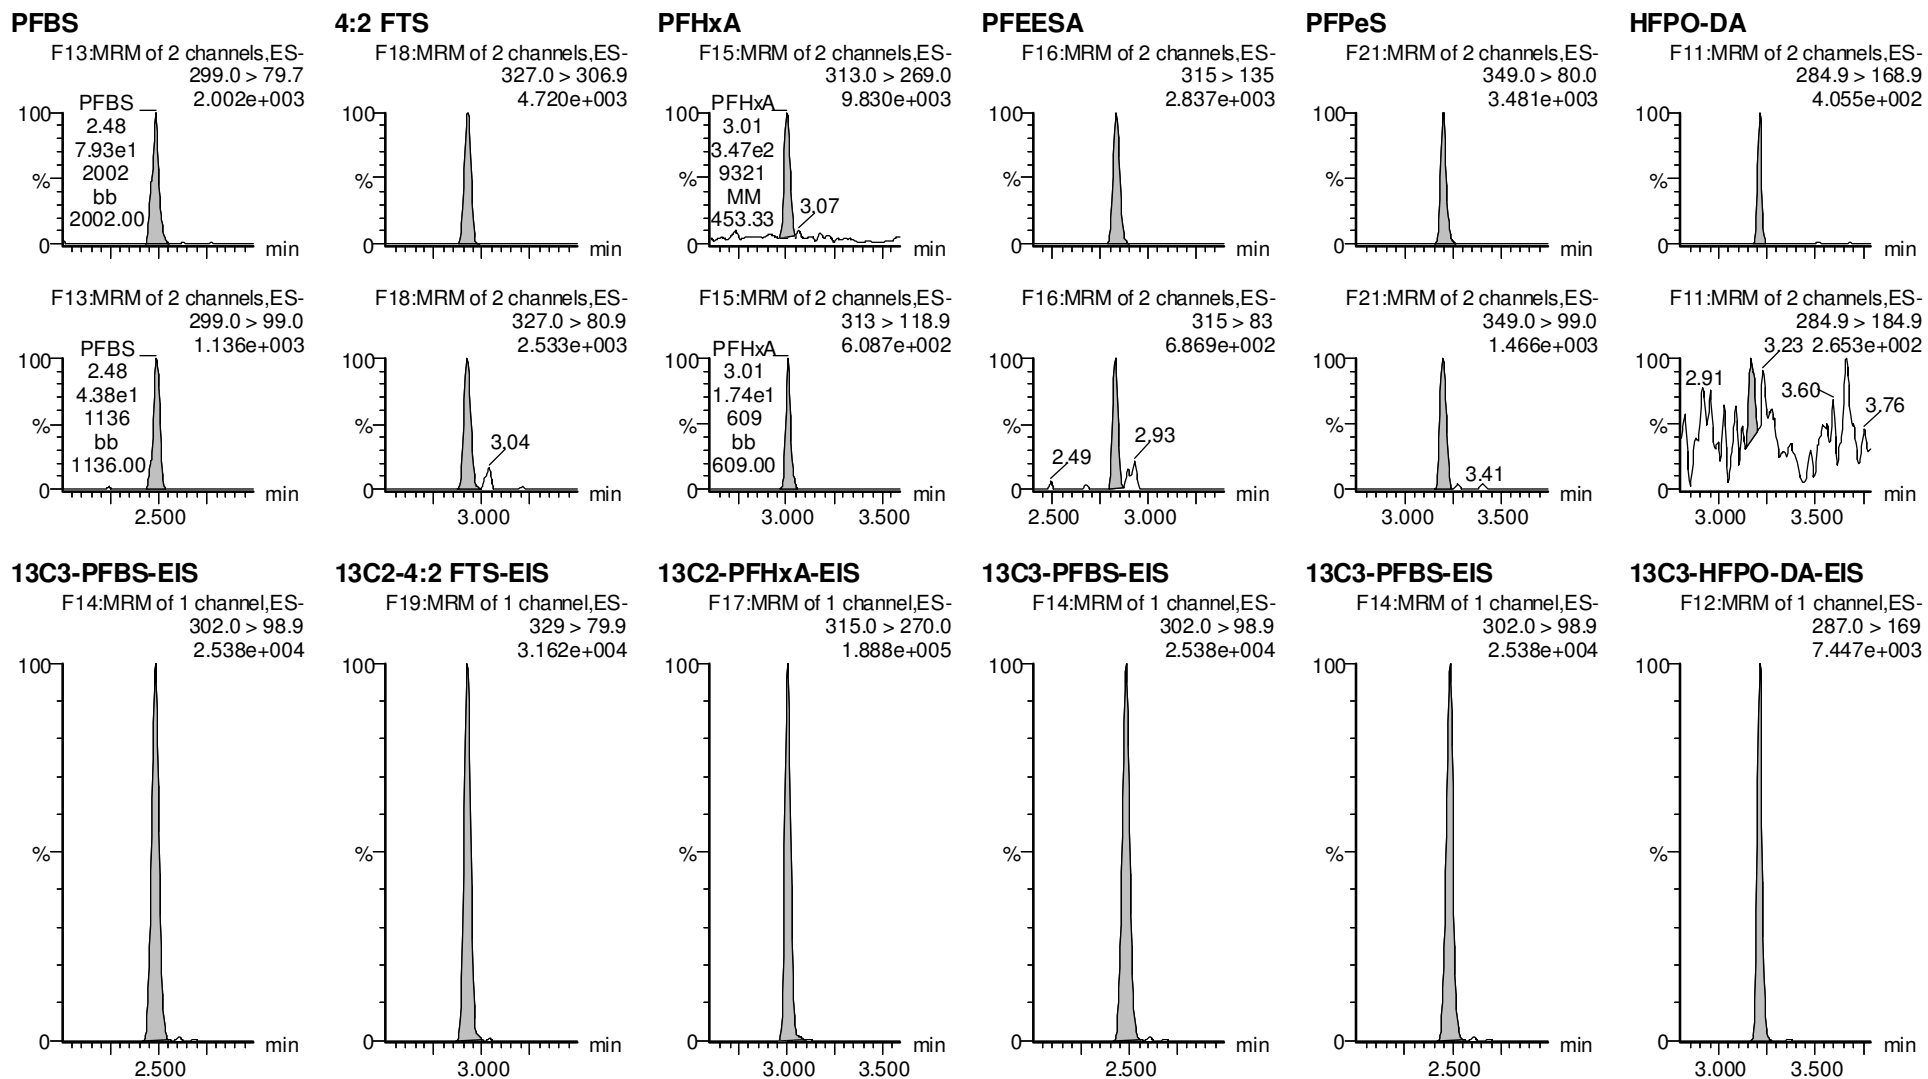 PFBS
F13:MRM of 2 channels,ES-
299.0 > 79.7
2.002e+003
100
PFBS
2.48
7.93e1
2002
bb
2002.00
%
0
min
4:2 FTS
F18:MRM of 2 channels,ES-
327.0 > 306.9
4.720e+003
100
%
0
min
PFHxA
F15:MRM of 2 channels,ES-
313.0 > 269.0
9.830e+003
100
PFHxA
3.01
3.47e2
9321
MM
453.33
3.07
%
0
min
PFEESA
F16:MRM of 2 channels,ES-
315 > 135
2.837e+003
100
%
0
min
PFPeS
F21:MRM of 2 channels,ES-
349.0 > 80.0
3.481e+003
100
%
0
min
HFPO-DA
F11:MRM of 2 channels,ES-
284.9 > 168.9
4.055e+002
100
%
0
min
F13:MRM of 2 channels,ES-
299.0 > 99.0
1.136e+003
100
PFBS
2.48
4.38e1
1136
bb
1136.00
%
0
min
2.500
F18:MRM of 2 channels,ES-
327.0 > 80.9
2.533e+003
100
3.04
%
0
min
3.000
F15:MRM of 2 channels,ES-
313 > 118.9
6.087e+002
100
PFHxA
3.01
1.74e1
609
bb
609.00
%
0
min
3.000 3.500
F16:MRM of 2 channels,ES-
315 > 83
6.869e+002
100
2.49
2.93
%
0
min
2.500 3.000
F21:MRM of 2 channels,ES-
349.0 > 99.0
1.466e+003
100
3.41
%
0
min
3.000 3.500
F11:MRM of 2 channels,ES-
284.9 > 184.9
3.23 2.653e+002
100
2.91
3.60
3.76
%
0
min
3.000 3.500
13C3-PFBS-EIS
F14:MRM of 1 channel,ES-
302.0 > 98.9
2.538e+004
100
%
0
min
2.500
13C2-4:2 FTS-EIS
F19:MRM of 1 channel,ES-
329 > 79.9
3.162e+004
100
%
0
min
3.000
13C2-PFHxA-EIS
F17:MRM of 1 channel,ES-
315.0 > 270.0
1.888e+005
100
%
0
min
3.000 3.500
13C3-PFBS-EIS
F14:MRM of 1 channel,ES-
302.0 > 98.9
2.538e+004
100
%
0
min
2.500
13C3-PFBS-EIS
F14:MRM of 1 channel,ES-
302.0 > 98.9
2.538e+004
100
%
0
min
2.500
13C3-HFPO-DA-EIS
F12:MRM of 1 channel,ES-
287.0 > 169
7.447e+003
100
%
0
min
3.000 3.500